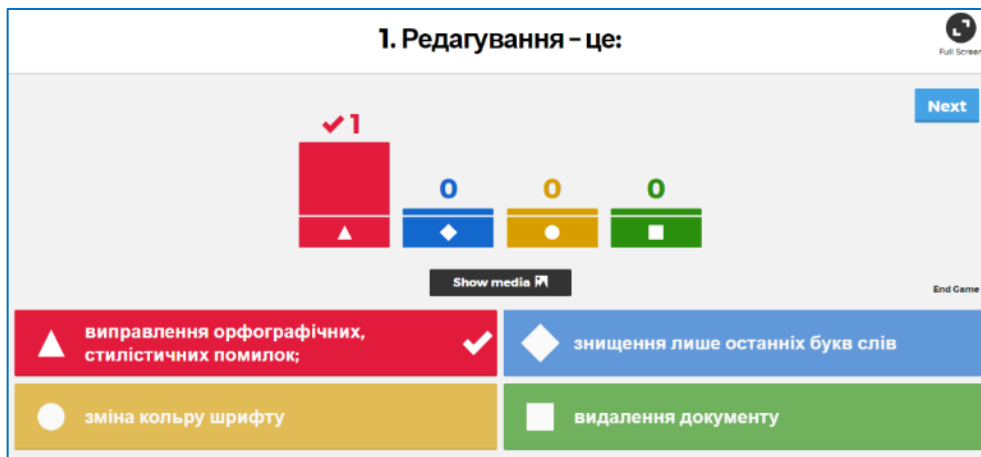 1. Редагування – це:
Full Screen
Next
1
0
0
0
Show media
End Game
виправлення орфографічних,
стилістичних помилок;
знищення лише останніх букв слів
зміна кольру шрифту
видалення документу